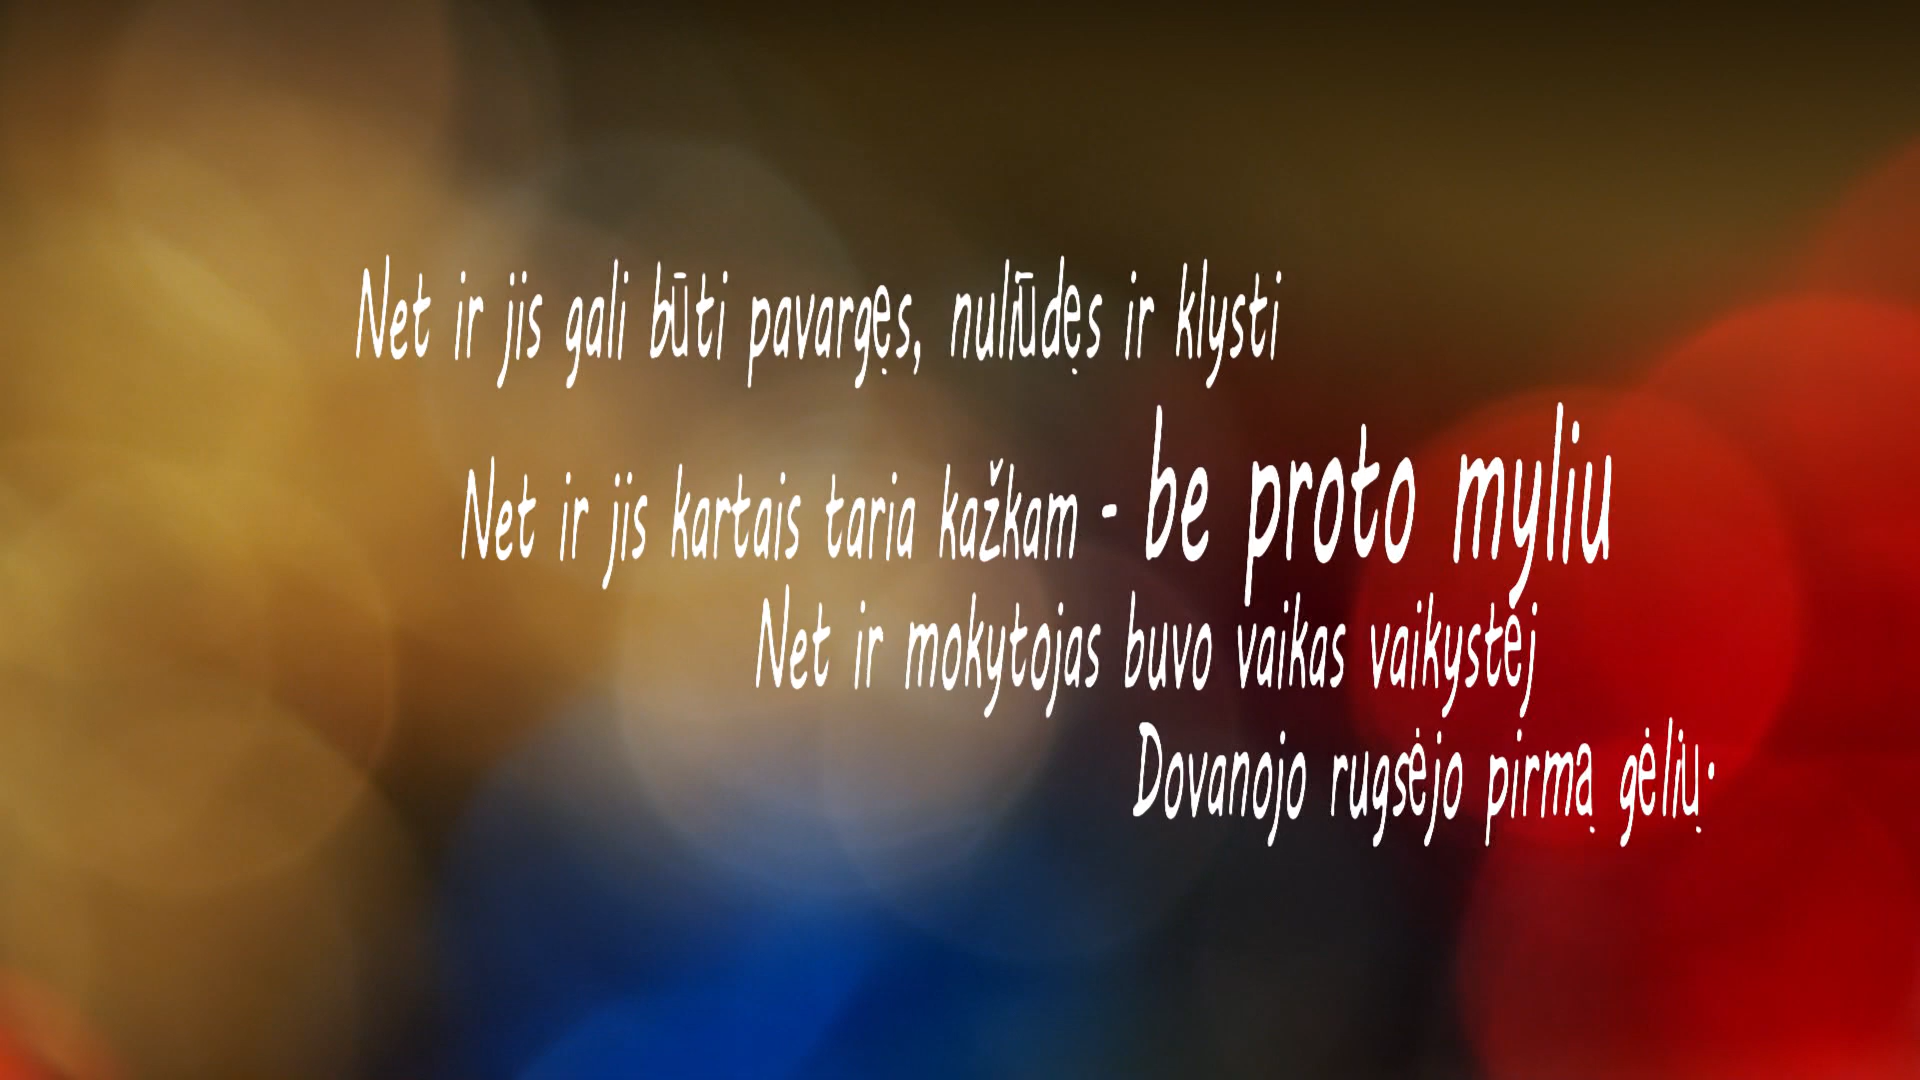 Net ir jis gali būti pavargęs, nuliūdęs ir klysti
Net ir jis kartais taria kažkam - be proto myliu
Net ir mokytojas buvo vaikas vaikystėj
Dovanojo rugsėjo pirmą gėlių.